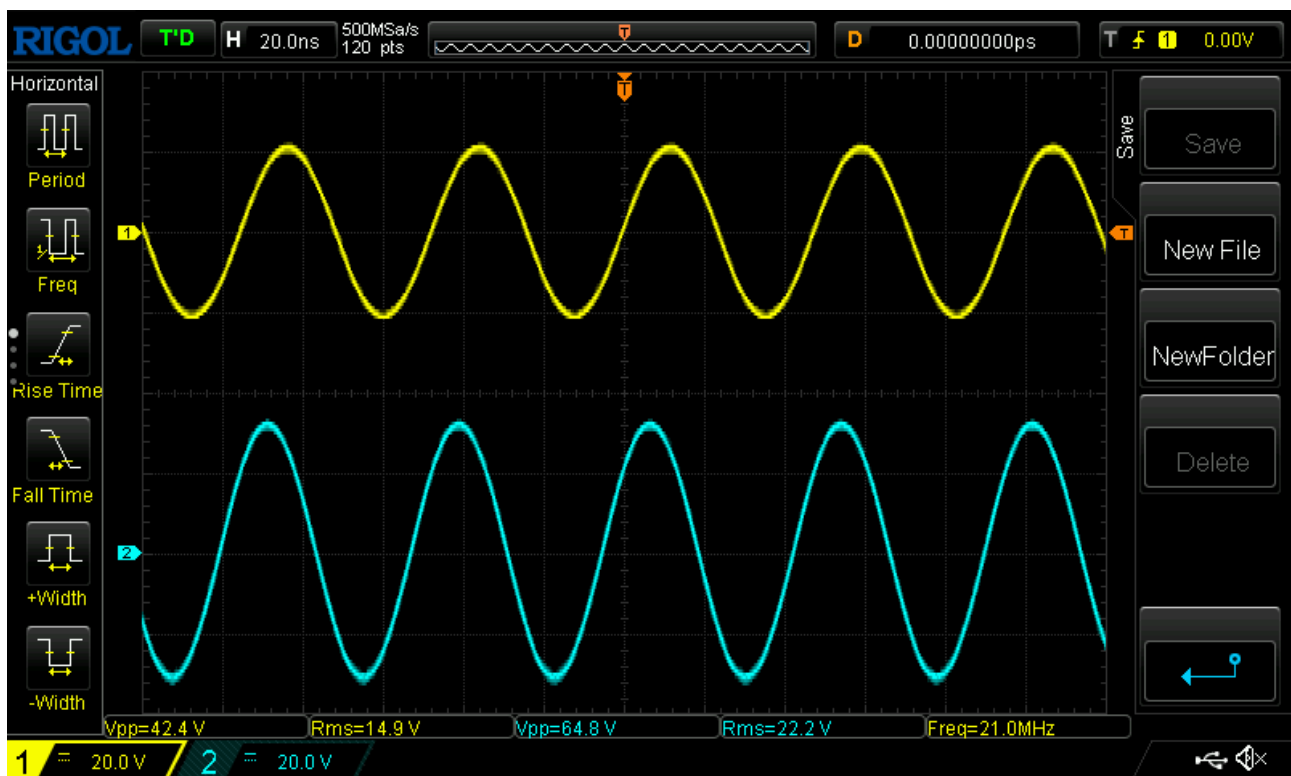 RIGOL T'D H 20.0ns 500MSa/s D 0.00000000ps T 1 0.00V
120 pts
T
Horizontal
T
Period
Freq
Rise Time
Fall Time
+Width
-Width
1
T
2
Save
Save
New File
NewFolder
Delete
Vpp=42.4 V Rms=14.9 V Vpp=64.8 V Rms=22.2 V Freq=21.0MHz
1 20.0 V 2 20.0 V